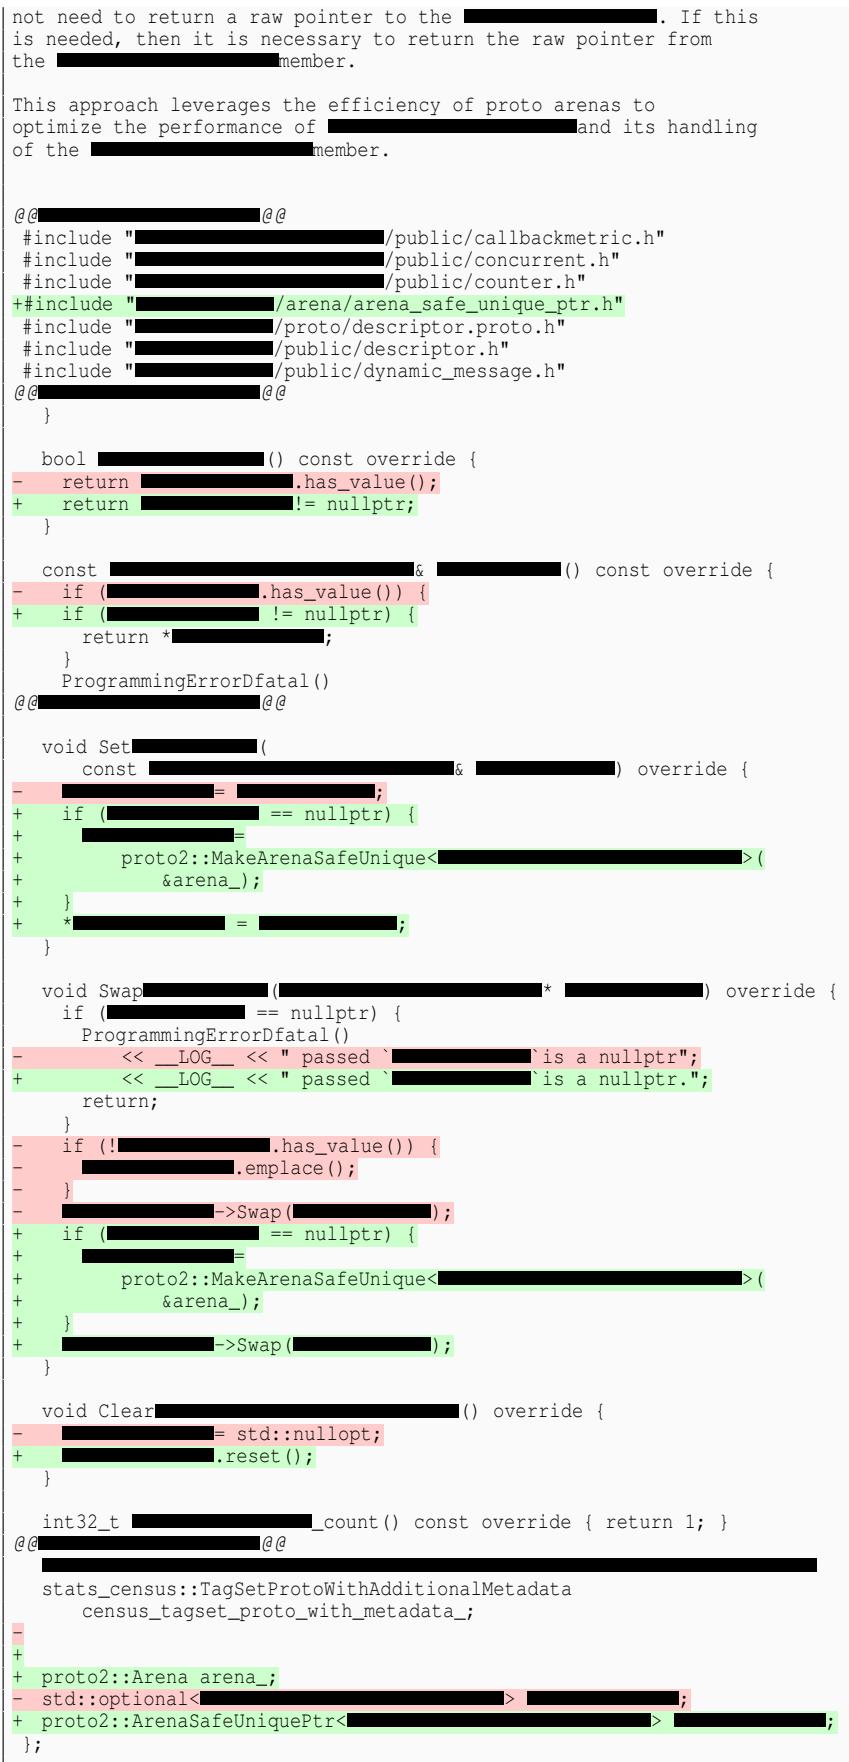 not need to return a raw pointer to the . If this
is needed, then it is necessary to return the raw pointer from
the member.
This approach leverages the efficiency of proto arenas to
optimize the performance of and its handling
of the member.
@@ @@
#include " /public/callbackmetric.h"
#include " /public/concurrent.h"
#include " /public/counter.h"
+#include " /arena/arena_safe_unique_ptr.h"
#include " /proto/descriptor.proto.h"
#include " /public/descriptor.h"
#include " /public/dynamic_message.h"
@@ @@
}
bool () const override {
- return .has_value();
+ return != nullptr;
}
const & () const override {
- if ( .has_value()) {
+ if ( != nullptr) {
return * ;
}
ProgrammingErrorDfatal()
@@ @@
void Set (
const & ) override {
- = ;
+ if ( == nullptr) {
+ =
+ proto2::MakeArenaSafeUnique< >(
+ &arena_);
+ }
+ * = ;
}
void Swap ( * ) override {
if ( == nullptr) {
ProgrammingErrorDfatal()
- << __LOG__ << " passed ` `is a nullptr";
+ << __LOG__ << " passed ` `is a nullptr.";
return;
}
- if (! .has_value()) {
- .emplace();
- }
- ->Swap( );
+ if ( == nullptr) {
+ =
+ proto2::MakeArenaSafeUnique< >(
+ &arena_);
+ }
+ ->Swap( );
}
void Clear () override {
- = std::nullopt;
+ .reset();
}
int32_t _count() const override { return 1; }
@@ @@
stats_census::TagSetProtoWithAdditionalMetadata
census_tagset_proto_with_metadata_;
-
+
+ proto2::Arena arena_;
- std::optional< > ;
+ proto2::ArenaSafeUniquePtr< > ;
};